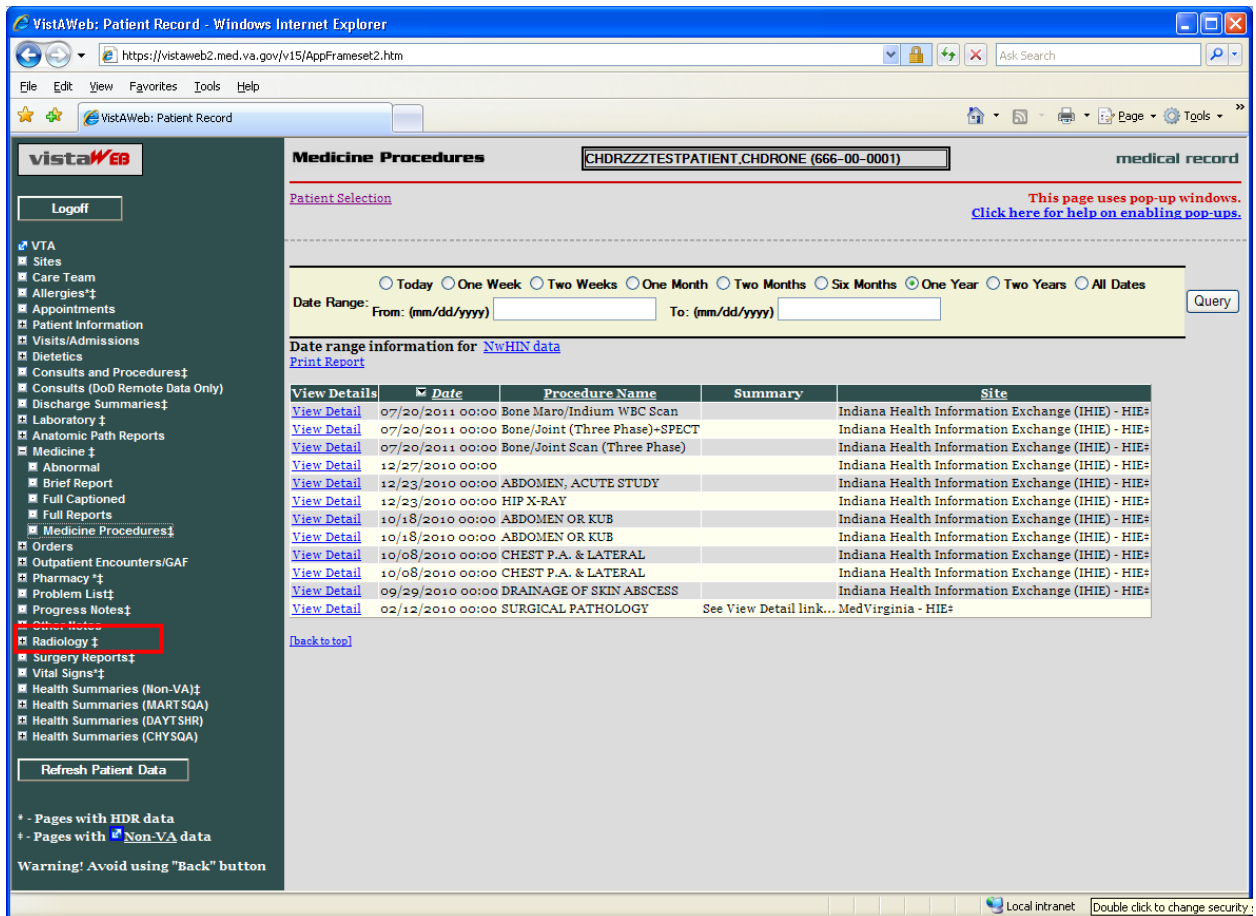 VistAWeb: Patient Record - Windows Internet Explorer
https://vistaweb2.med.va.gov/v15/AppFrameset2.htm
Ask Search
File Edit View Favorites Tools Help
VistAWeb: Patient Record
Page Tools »
vistaWEB
Medicine Procedures
CHDRZZZTESTPATIENT,CHDRONE (666-00-0001)
medical record
Logoff
Patient Selection
This page uses pop-up windows.
Click here for help on enabling pop-ups.
VTA
Sites
Care Team
Allergies*‡
Appointments
Patient Information
Visits/Admissions
Dietetics
Consults and Procedures‡
Consults (DoD Remote Data Only)
Discharge Summaries‡
Laboratory ‡
Anatomic Path Reports
Medicine ‡
Abnormal
Brief Report
Full Captioned
Full Reports
Medicine Procedures‡
Orders
Outpatient Encounters/GAF
Pharmacy *‡
Problem List‡
Progress Notes‡
Other Notes
Radiology ‡
Surgery Reports‡
Vital Signs*‡
Health Summaries (Non-VA)‡
Health Summaries (MARTSQA)
Health Summaries (DAYTSHR)
Health Summaries (CHYSQA)
Refresh Patient Data
* - Pages with HDR data
‡ - Pages with Non-VA data
Warning! Avoid using "Back" button
Today One Week Two Weeks One Month Two Months Six Months One Year Two Years All Dates
Date Range: From: (mm/dd/yyyy) To: (mm/dd/yyyy)
Query
Date range information for NwHIN data
Print Report
View Details Date Procedure Name Summary Site
View Detail 07/20/2011 00:00 Bone Maro/Indium WBC Scan Indiana Health Information Exchange (IHIE) - HIE‡
View Detail 07/20/2011 00:00 Bone/Joint (Three Phase)+SPECT Indiana Health Information Exchange (IHIE) - HIE‡
View Detail 07/20/2011 00:00 Bone/Joint Scan (Three Phase) Indiana Health Information Exchange (IHIE) - HIE‡
View Detail 12/27/2010 00:00 Indiana Health Information Exchange (IHIE) - HIE‡
View Detail 12/23/2010 00:00 ABDOMEN, ACUTE STUDY Indiana Health Information Exchange (IHIE) - HIE‡
View Detail 12/23/2010 00:00 HIP X-RAY Indiana Health Information Exchange (IHIE) - HIE‡
View Detail 10/18/2010 00:00 ABDOMEN OR KUB Indiana Health Information Exchange (IHIE) - HIE‡
View Detail 10/18/2010 00:00 ABDOMEN OR KUB Indiana Health Information Exchange (IHIE) - HIE‡
View Detail 10/08/2010 00:00 CHEST P.A. & LATERAL Indiana Health Information Exchange (IHIE) - HIE‡
View Detail 10/08/2010 00:00 CHEST P.A. & LATERAL Indiana Health Information Exchange (IHIE) - HIE‡
View Detail 09/29/2010 00:00 DRAINAGE OF SKIN ABSCESS Indiana Health Information Exchange (IHIE) - HIE‡
View Detail 02/12/2010 00:00 SURGICAL PATHOLOGY See View Detail link... MedVirginia - HIE‡
[back to top]
Local intranet
Double click to change security